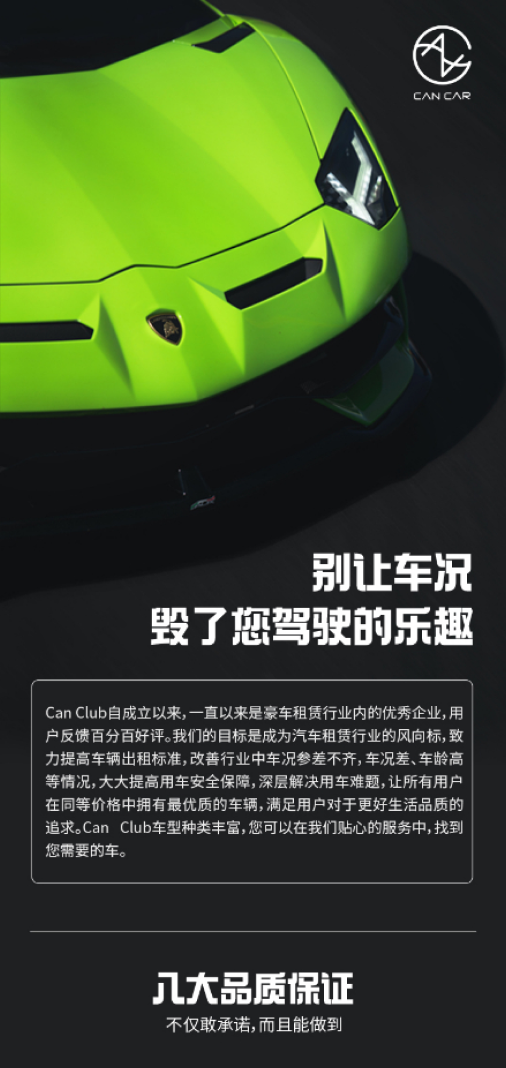 CAN CAR
别让车况
毁了您驾驶的乐趣
Can Club自成立以来，一直以来是豪车租赁行业内的优秀企业，用
户反馈百分百好评。我们的目标是成为汽车租赁行业的风向标，致
力提高车辆出租标准，改善行业中车况参差不齐，车况差、车龄高
等情况，大大提高用车安全保障，深层解决用车难题，让所有用户
在同等价格中拥有最优质的车辆，满足用户对于更好生活品质的
追求。Can Club车型种类丰富，您可以在我们贴心的服务中，找到
您需要的车。
八大品质保证
不仅敢承诺，而且能做到